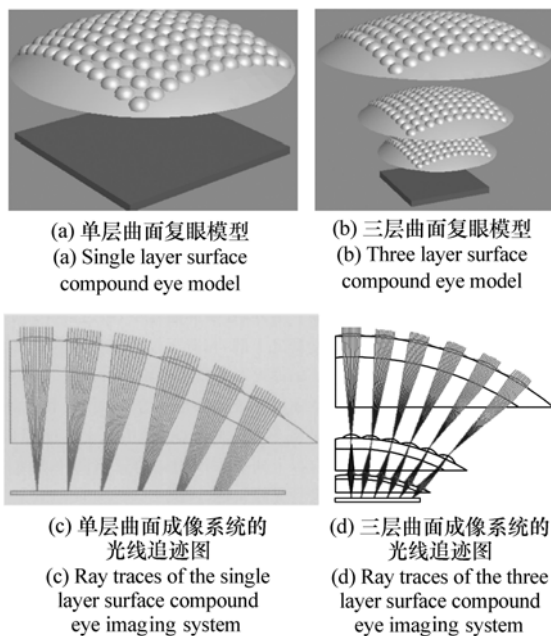 (a) 单层曲面复眼模型
(a) Single layer surface
compound eye model
(b) 三层曲面复眼模型
(b) Three layer surface
compound eye model
(c) 单层曲面成像系统的
光线追迹图
(c) Ray traces of the single
layer surface compound
eye imaging system
(d) 三层曲面成像系统的
光线追迹图
(d) Ray traces of the three
layer surface compound
eye imaging system